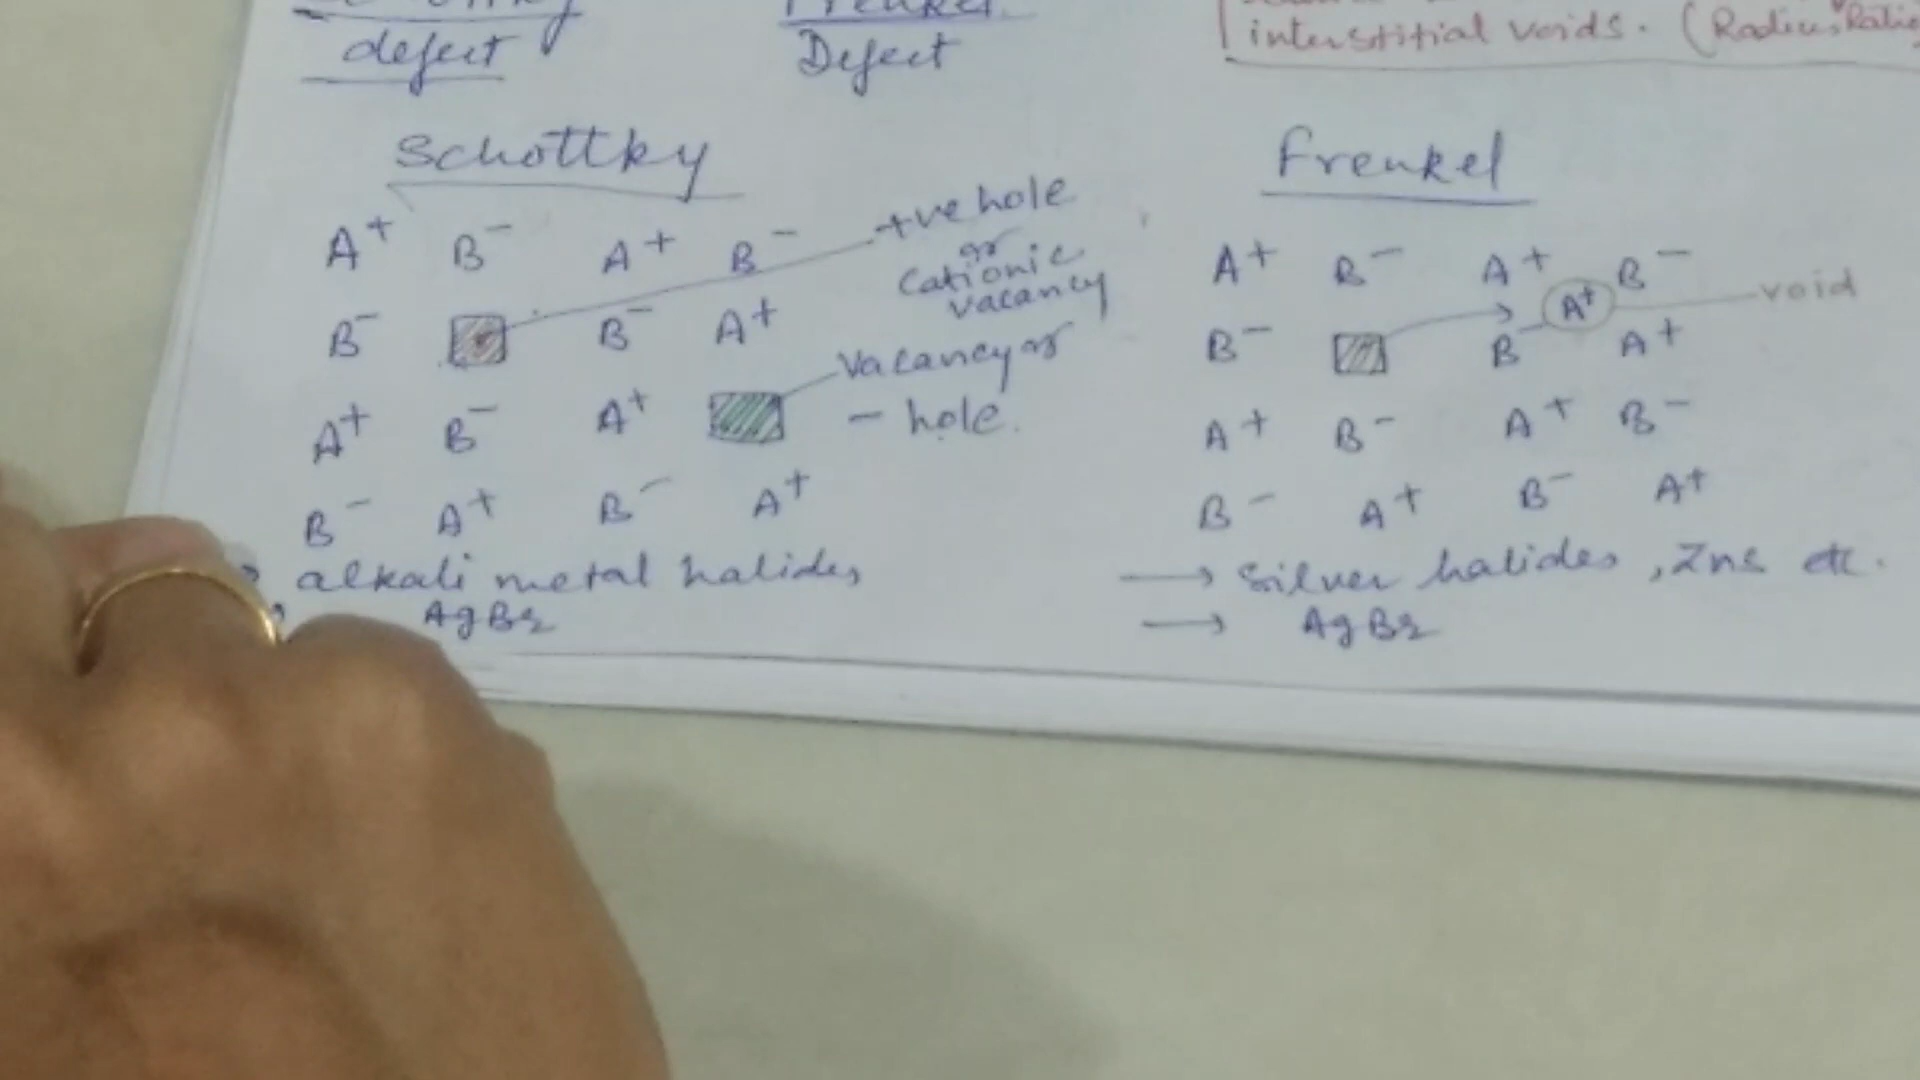 defect
Frenkel
Defect
interstitial voids. (Radius Ratio
Schottky
A+ B- A+ B-
+ve hole
or
Cationic
vacancy
B- B- A+
Vacancy or
- hole.
A+ B- A+
B- A+ B- A+
alkali metal halides
AgBr
Frenkel
A+ B- A+ B-
A+
void
B- B- A+
A+ B- A+ B-
B- A+ B- A+
→ Silver halides, ZnS etc.
→ AgBr